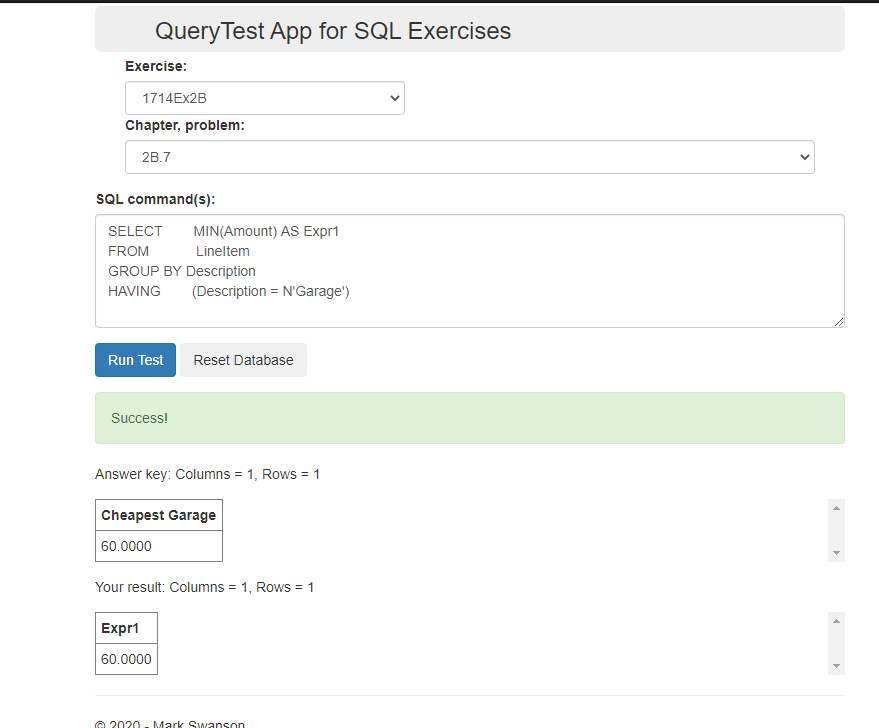 QueryTest App for SQL Exercises
Exercise:
1714Ex2B
Chapter, problem:
2B.7
SQL command(s):
SELECT MIN(Amount) AS Expr1
FROM LineItem
GROUP BY Description
HAVING (Description = N'Garage')
Run Test Reset Database
Success!
Answer key: Columns = 1, Rows = 1
Cheapest Garage
60.0000
Your result: Columns = 1, Rows = 1
Expr1
60.0000
© 2020 - Mark Swanson